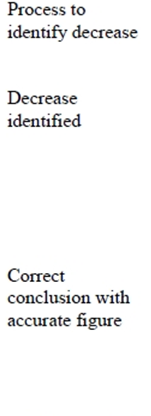 Process to
identify decrease
Decrease
identified
Correct
conclusion with
accurate figure